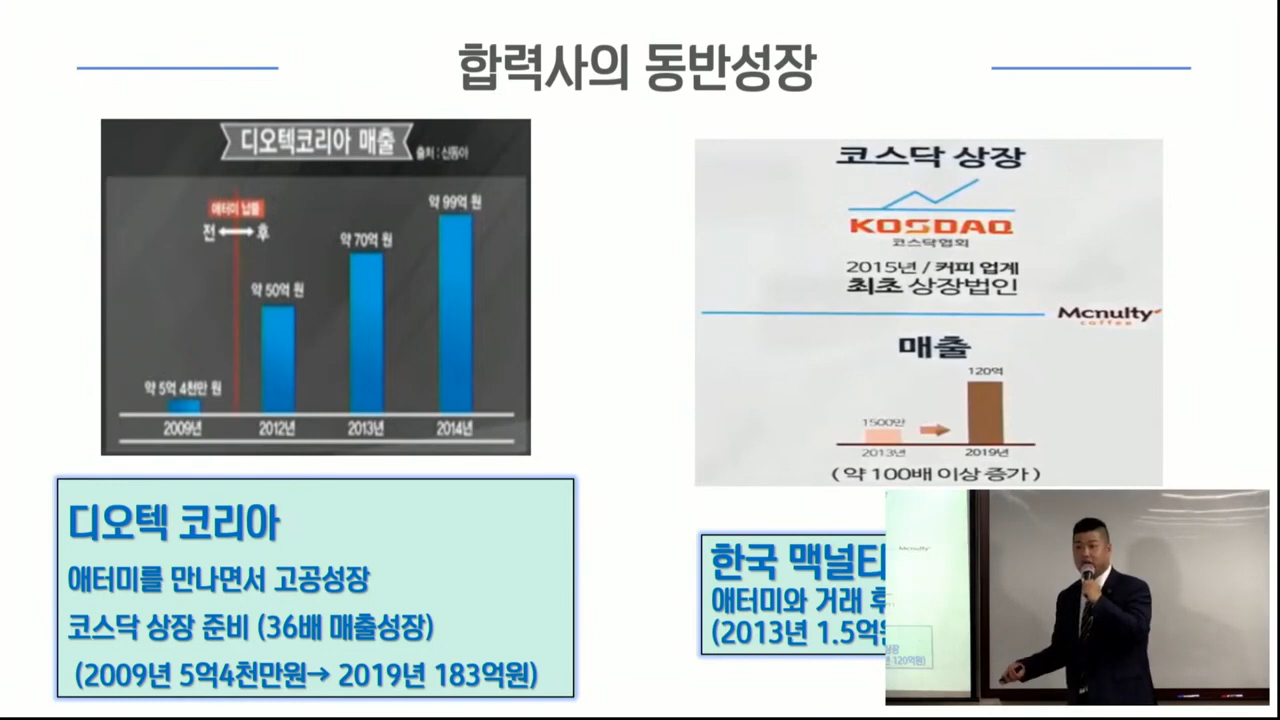 합력사의 동반성장
디오텍코리아 매출
출처 : 신동아
애터미 납품
전 ↔ 후
약 5억 4천만 원
약 50억 원
약 70억 원
약 99억 원
2009년
2012년
2013년
2014년
디오텍 코리아
애터미를 만나면서 고공성장
코스닥 상장 준비 (36배 매출성장)
(2009년 5억4천만원→ 2019년 183억원)
코스닥 상장
KOSDAQ
코스닥협회
2015년 / 커피 업계
최초 상장법인
Mcnulty
coffee
매출
120억
1500만
2013년
2019년
( 약 100배 이상 증가 )
한국 맥널티
애터미와 거래 후
(2013년 1.5억원
Mcnulty
120억원)